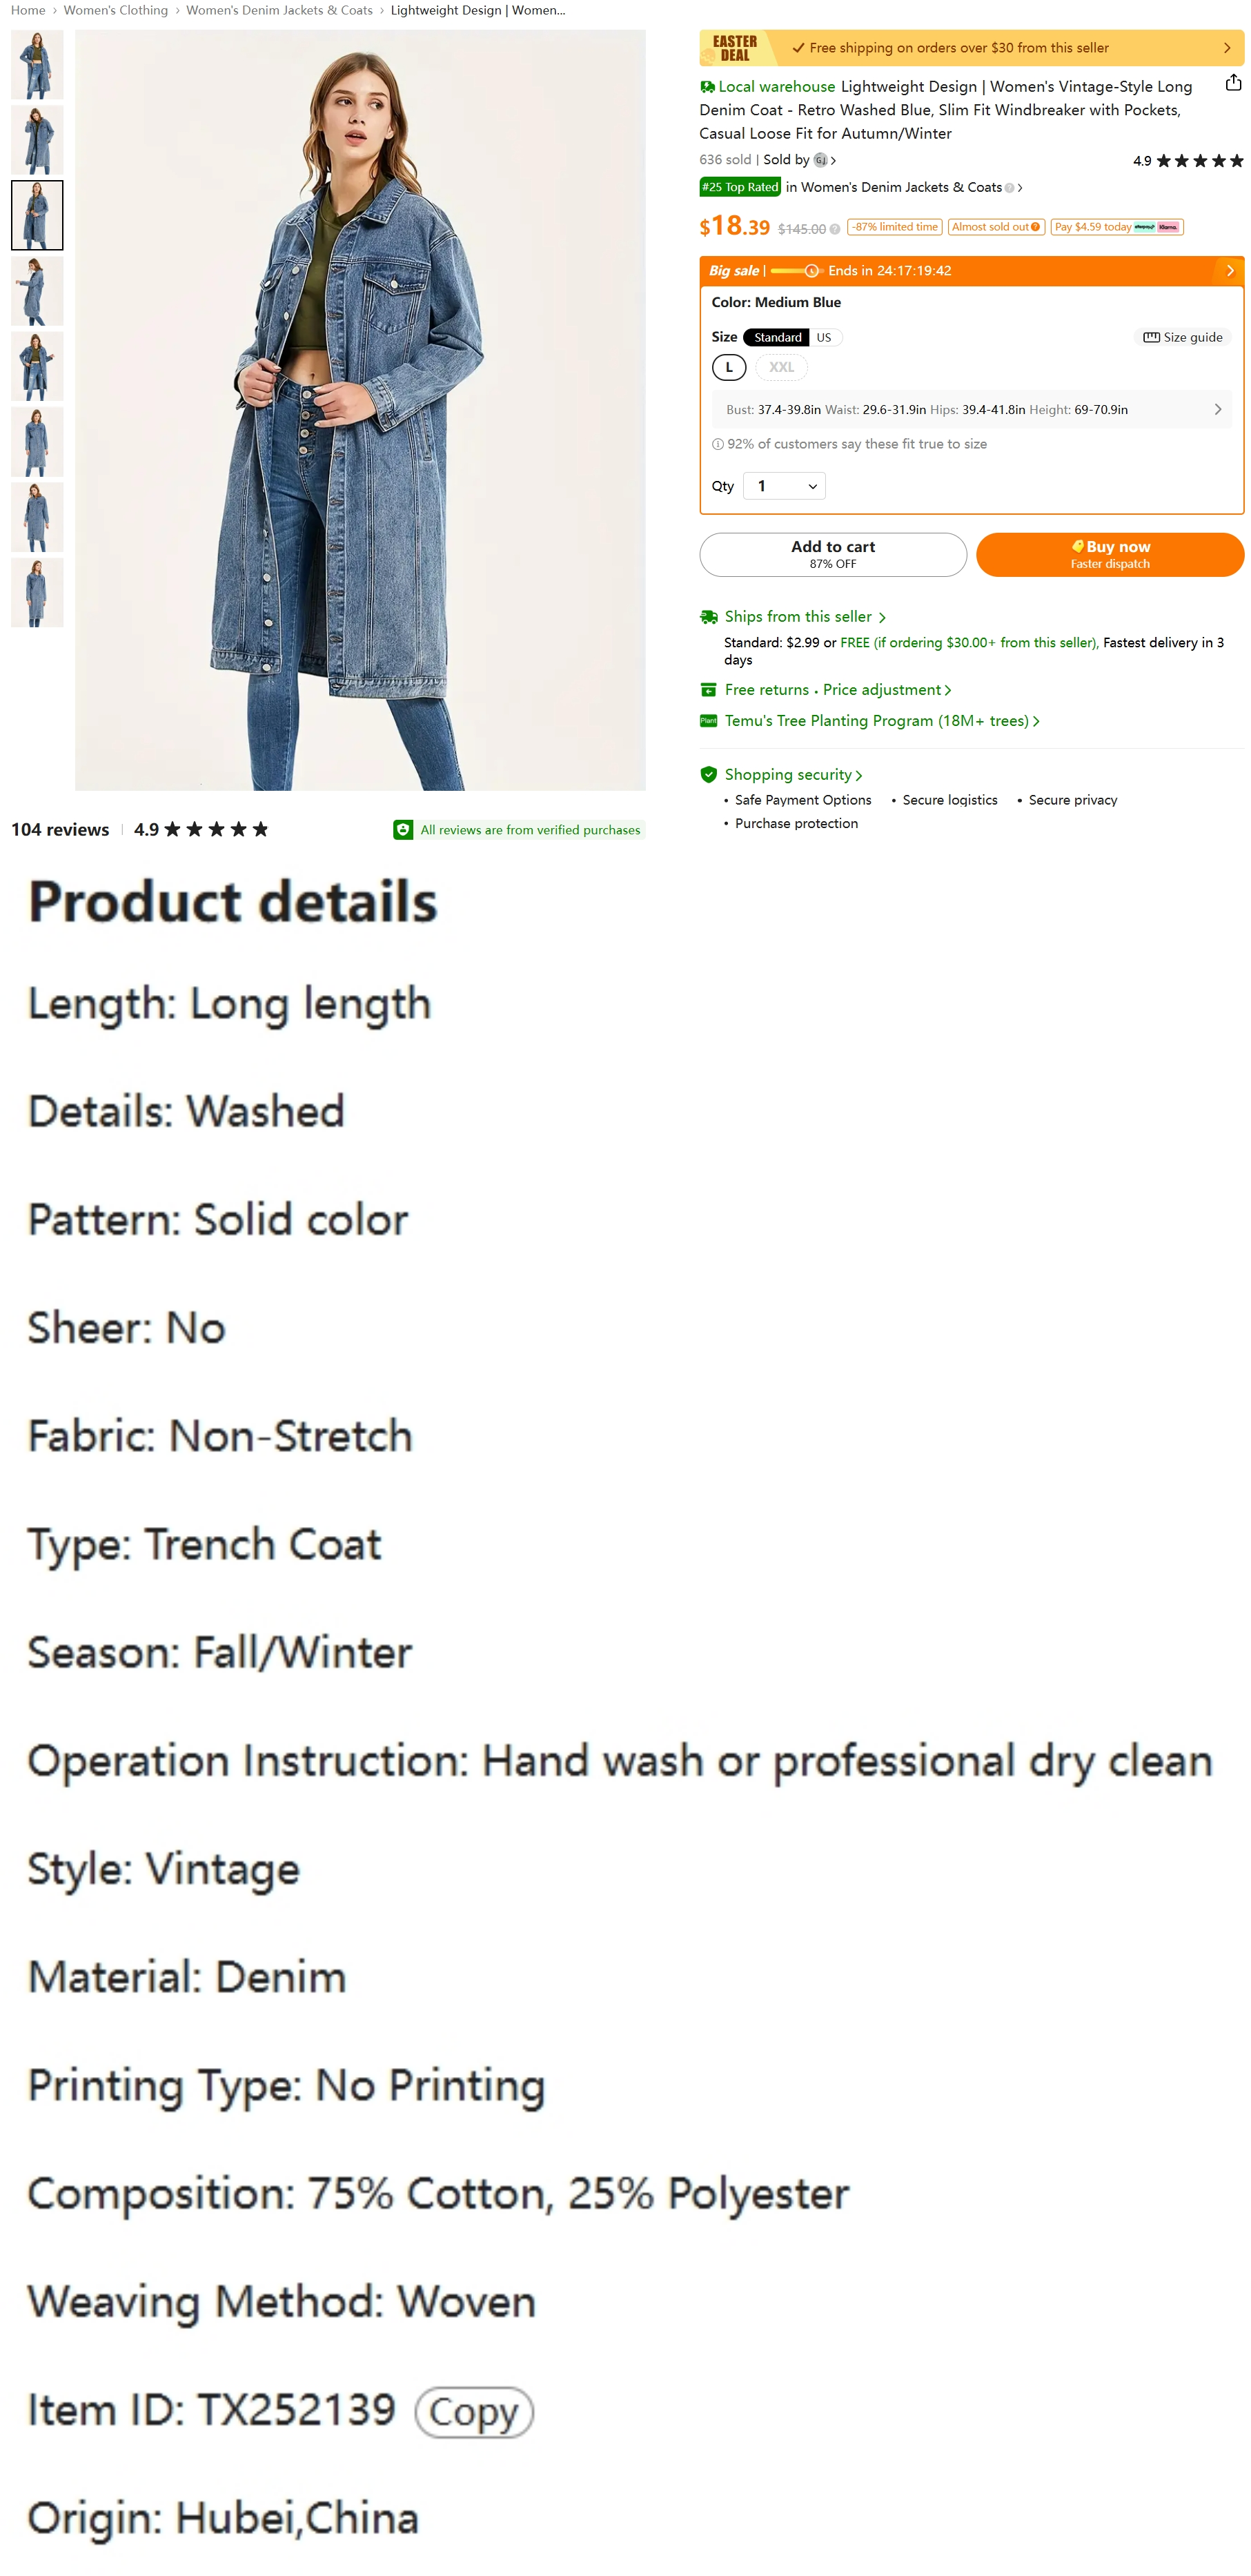 Home › Women's Clothing › Women's Denim Jackets & Coats › Lightweight Design | Women...
EASTER DEAL
Free shipping on orders over $30 from this seller
Local warehouse Lightweight Design | Women's Vintage-Style Long
Denim Coat - Retro Washed Blue, Slim Fit Windbreaker with Pockets,
Casual Loose Fit for Autumn/Winter
636 sold | Sold by GJ
4.9
#25 Top Rated in Women's Denim Jackets & Coats
$18.39 $145.00 -87% limited time Almost sold out Pay $4.59 today Klarna.
Big sale | Ends in 24:17:19:42
Color: Medium Blue
Size Standard US Size guide
L XXL
Bust: 37.4-39.8in Waist: 29.6-31.9in Hips: 39.4-41.8in Height: 69-70.9in
92% of customers say these fit true to size
Qty 1
Add to cart
87% OFF
Buy now
Faster dispatch
Ships from this seller
Standard: $2.99 or FREE (if ordering $30.00+ from this seller), Fastest delivery in 3
days
Free returns • Price adjustment
Plant Temu's Tree Planting Program (18M+ trees)
Shopping security
• Safe Payment Options • Secure logistics • Secure privacy
• Purchase protection
104 reviews | 4.9
All reviews are from verified purchases
Product details
Length: Long length
Details: Washed
Pattern: Solid color
Sheer: No
Fabric: Non-Stretch
Type: Trench Coat
Season: Fall/Winter
Operation Instruction: Hand wash or professional dry clean
Style: Vintage
Material: Denim
Printing Type: No Printing
Composition: 75% Cotton, 25% Polyester
Weaving Method: Woven
Item ID: TX252139 Copy
Origin: Hubei,China